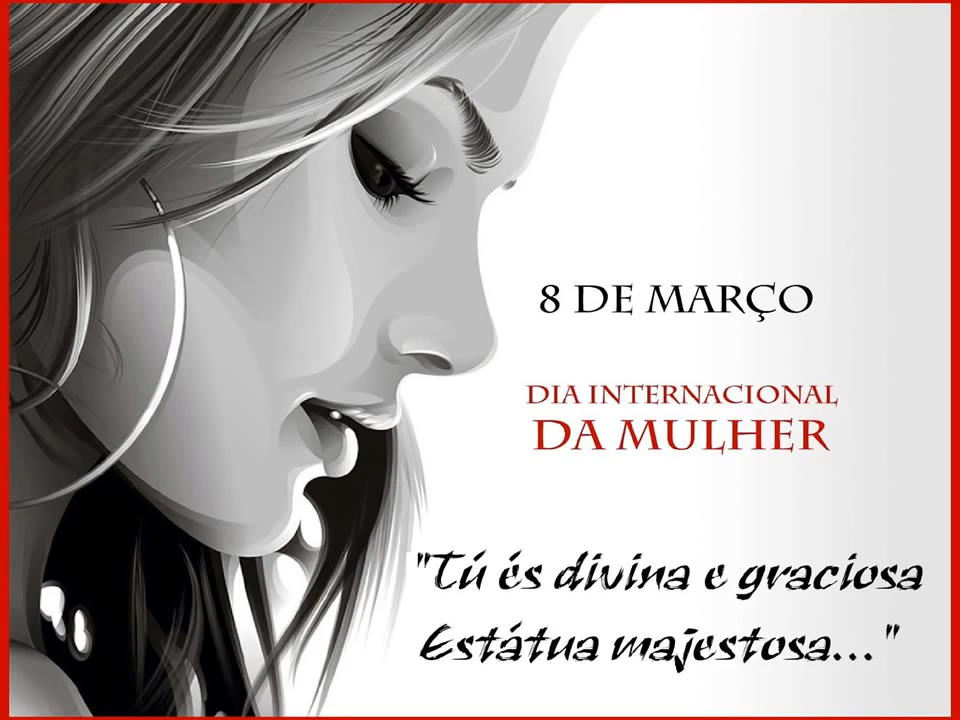 8 DE MARÇO
DIA INTERNACIONAL
DA MULHER
"Tú és divina e graciosa
Estátua majestosa..."